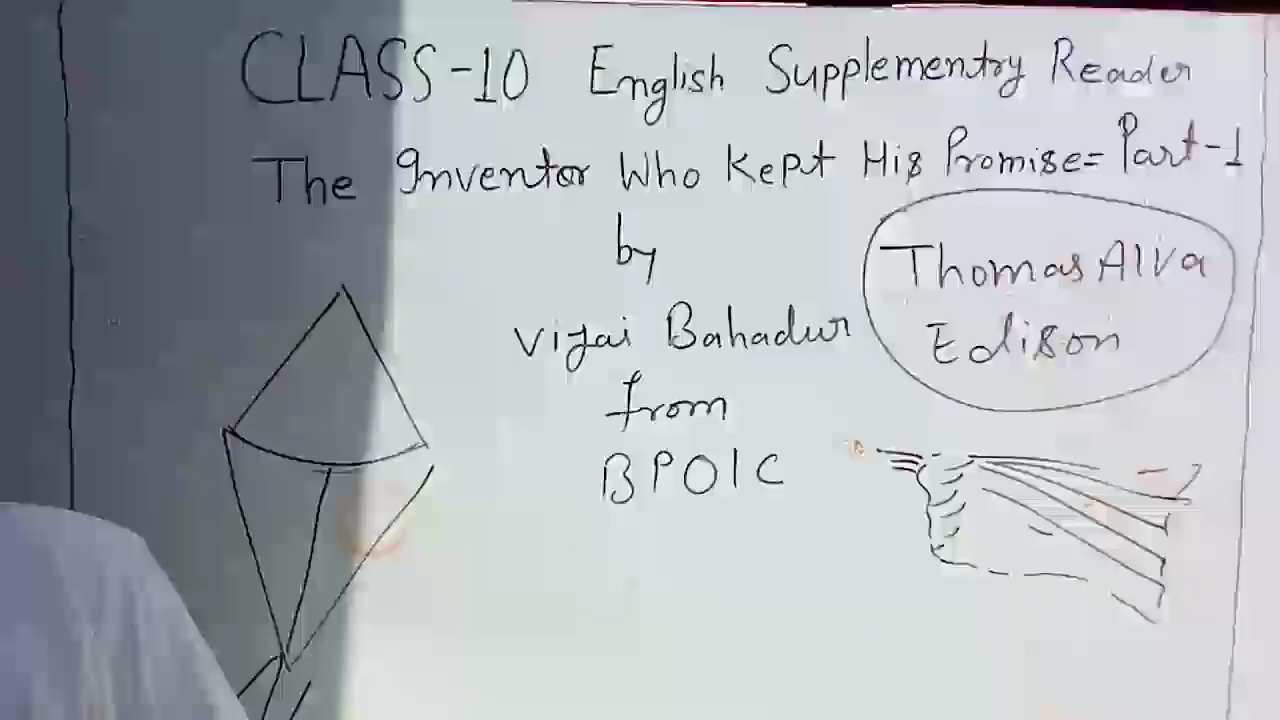 CLASS-10 English Supplementry Reader
The Inventor Who Kept His Promise= Part-1
by
Vijai Bahadur
from
BPOIC
Thomas Alva
Edison